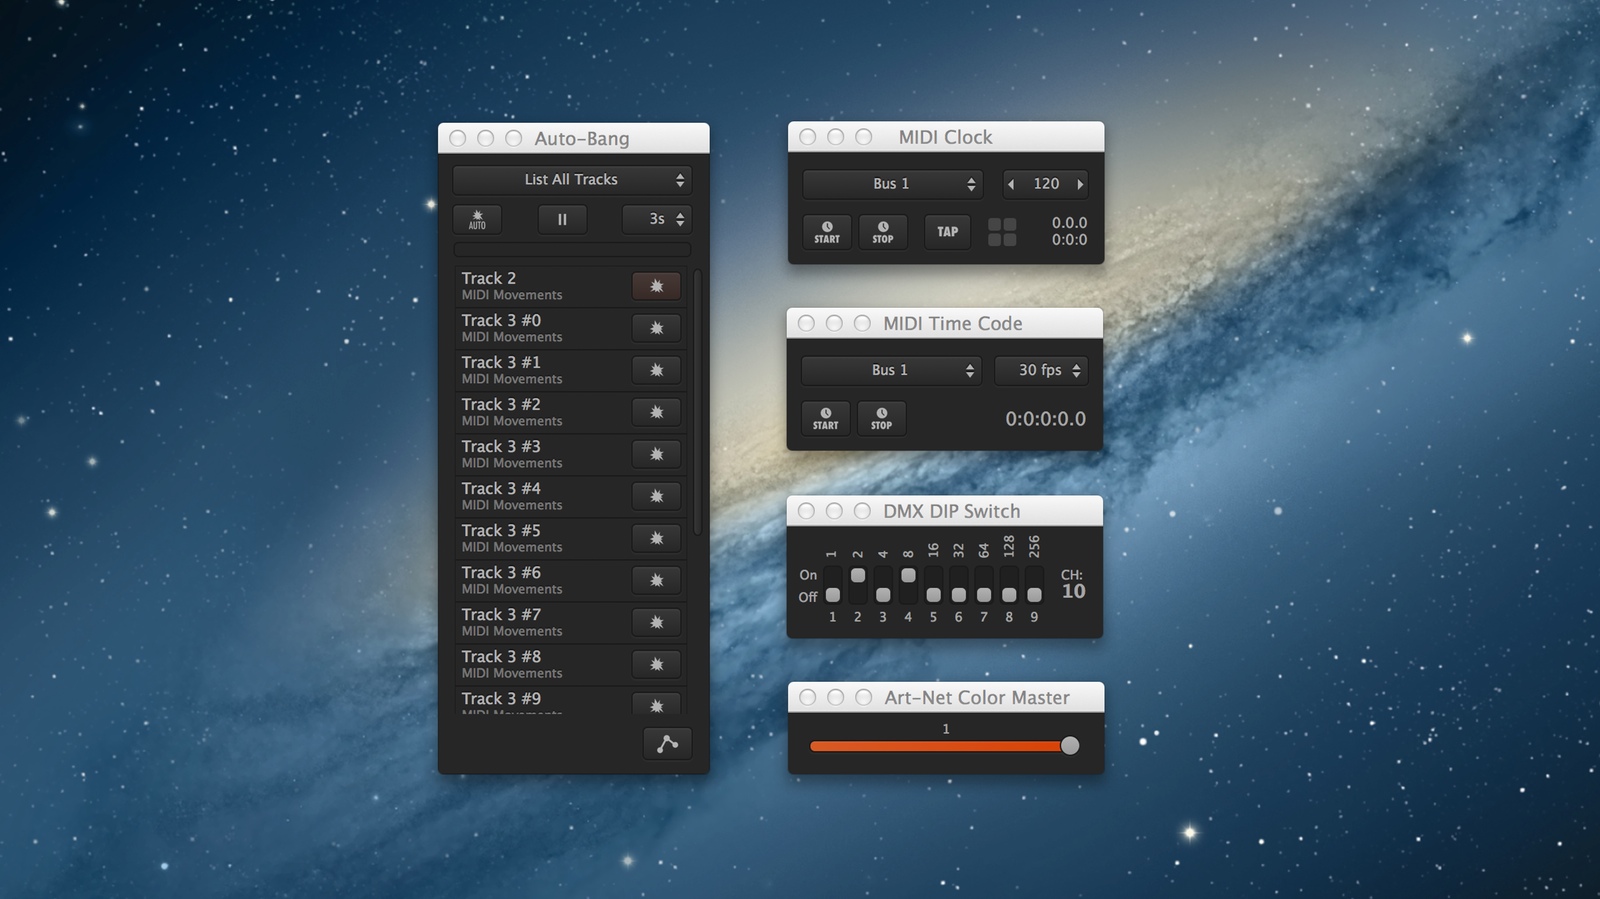 Auto-Bang
List All Tracks
AUTO
3s
Track 2
MIDI Movements
Track 3 #0
MIDI Movements
Track 3 #1
MIDI Movements
Track 3 #2
MIDI Movements
Track 3 #3
MIDI Movements
Track 3 #4
MIDI Movements
Track 3 #5
MIDI Movements
Track 3 #6
MIDI Movements
Track 3 #7
MIDI Movements
Track 3 #8
MIDI Movements
Track 3 #9
MIDI Movements
MIDI Clock
Bus 1 120
START STOP TAP
0.0.0
0:0:0
MIDI Time Code
Bus 1 30 fps
START STOP 0:0:0:0.0
DMX DIP Switch
1 2 4 8 16 32 64 128 256
On
Off
CH:
10
1 2 3 4 5 6 7 8 9
Art-Net Color Master
1